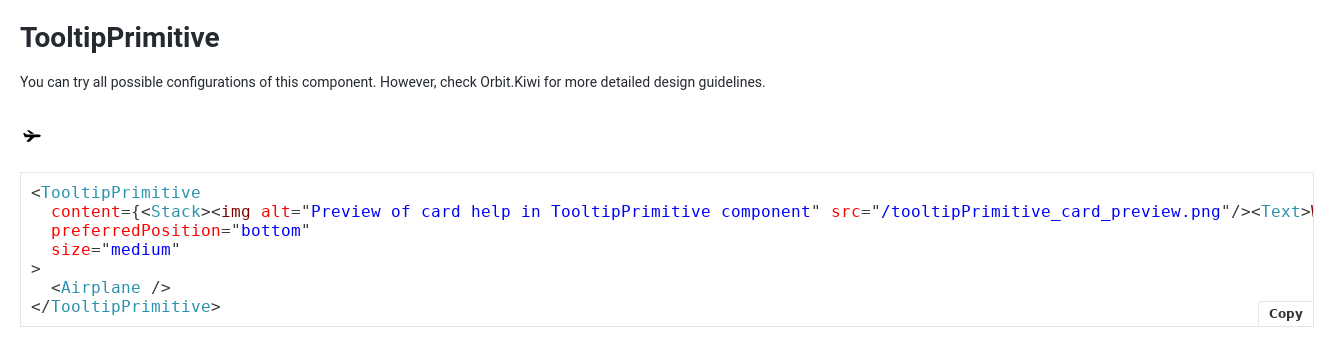 TooltipPrimitive
You can try all possible configurations of this component. However, check Orbit.Kiwi for more detailed design guidelines.
<TooltipPrimitive
  content={<Stack><img alt="Preview of card help in TooltipPrimitive component" src="/tooltipPrimitive_card_preview.png"/><Text>
  preferredPosition="bottom"
  size="medium"
>
  <Airplane />
</TooltipPrimitive>
Copy